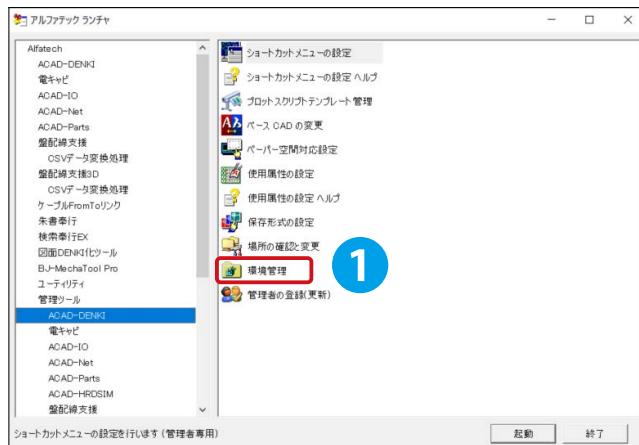 アルファテック ランチャ
Alfatech
ACAD-DENKI
電キャビ
ACAD-IO
ACAD-Net
ACAD-Parts
盤配線支援
CSVデータ変換処理
盤配線支援3D
CSVデータ変換処理
ケーブルFromToリンク
朱書奉行
検索奉行EX
図面DENKI化ツール
BJ-MechaTool Pro
ユーティリティ
管理ツール
ACAD-DENKI
電キャビ
ACAD-IO
ACAD-Net
ACAD-Parts
ACAD-HRDSIM
盤配線支援
ショートカットメニューの設定
ショートカットメニューの設定 ヘルプ
プロットスクリプトテンプレート管理
ベース CAD の変更
ペーパー空間対応設定
使用属性の設定
使用属性の設定 ヘルプ
保存形式の設定
場所の確認と変更
環境管理
1
管理者の登録(更新)
ショートカットメニューの設定を行います(管理者専用)
起動
終了